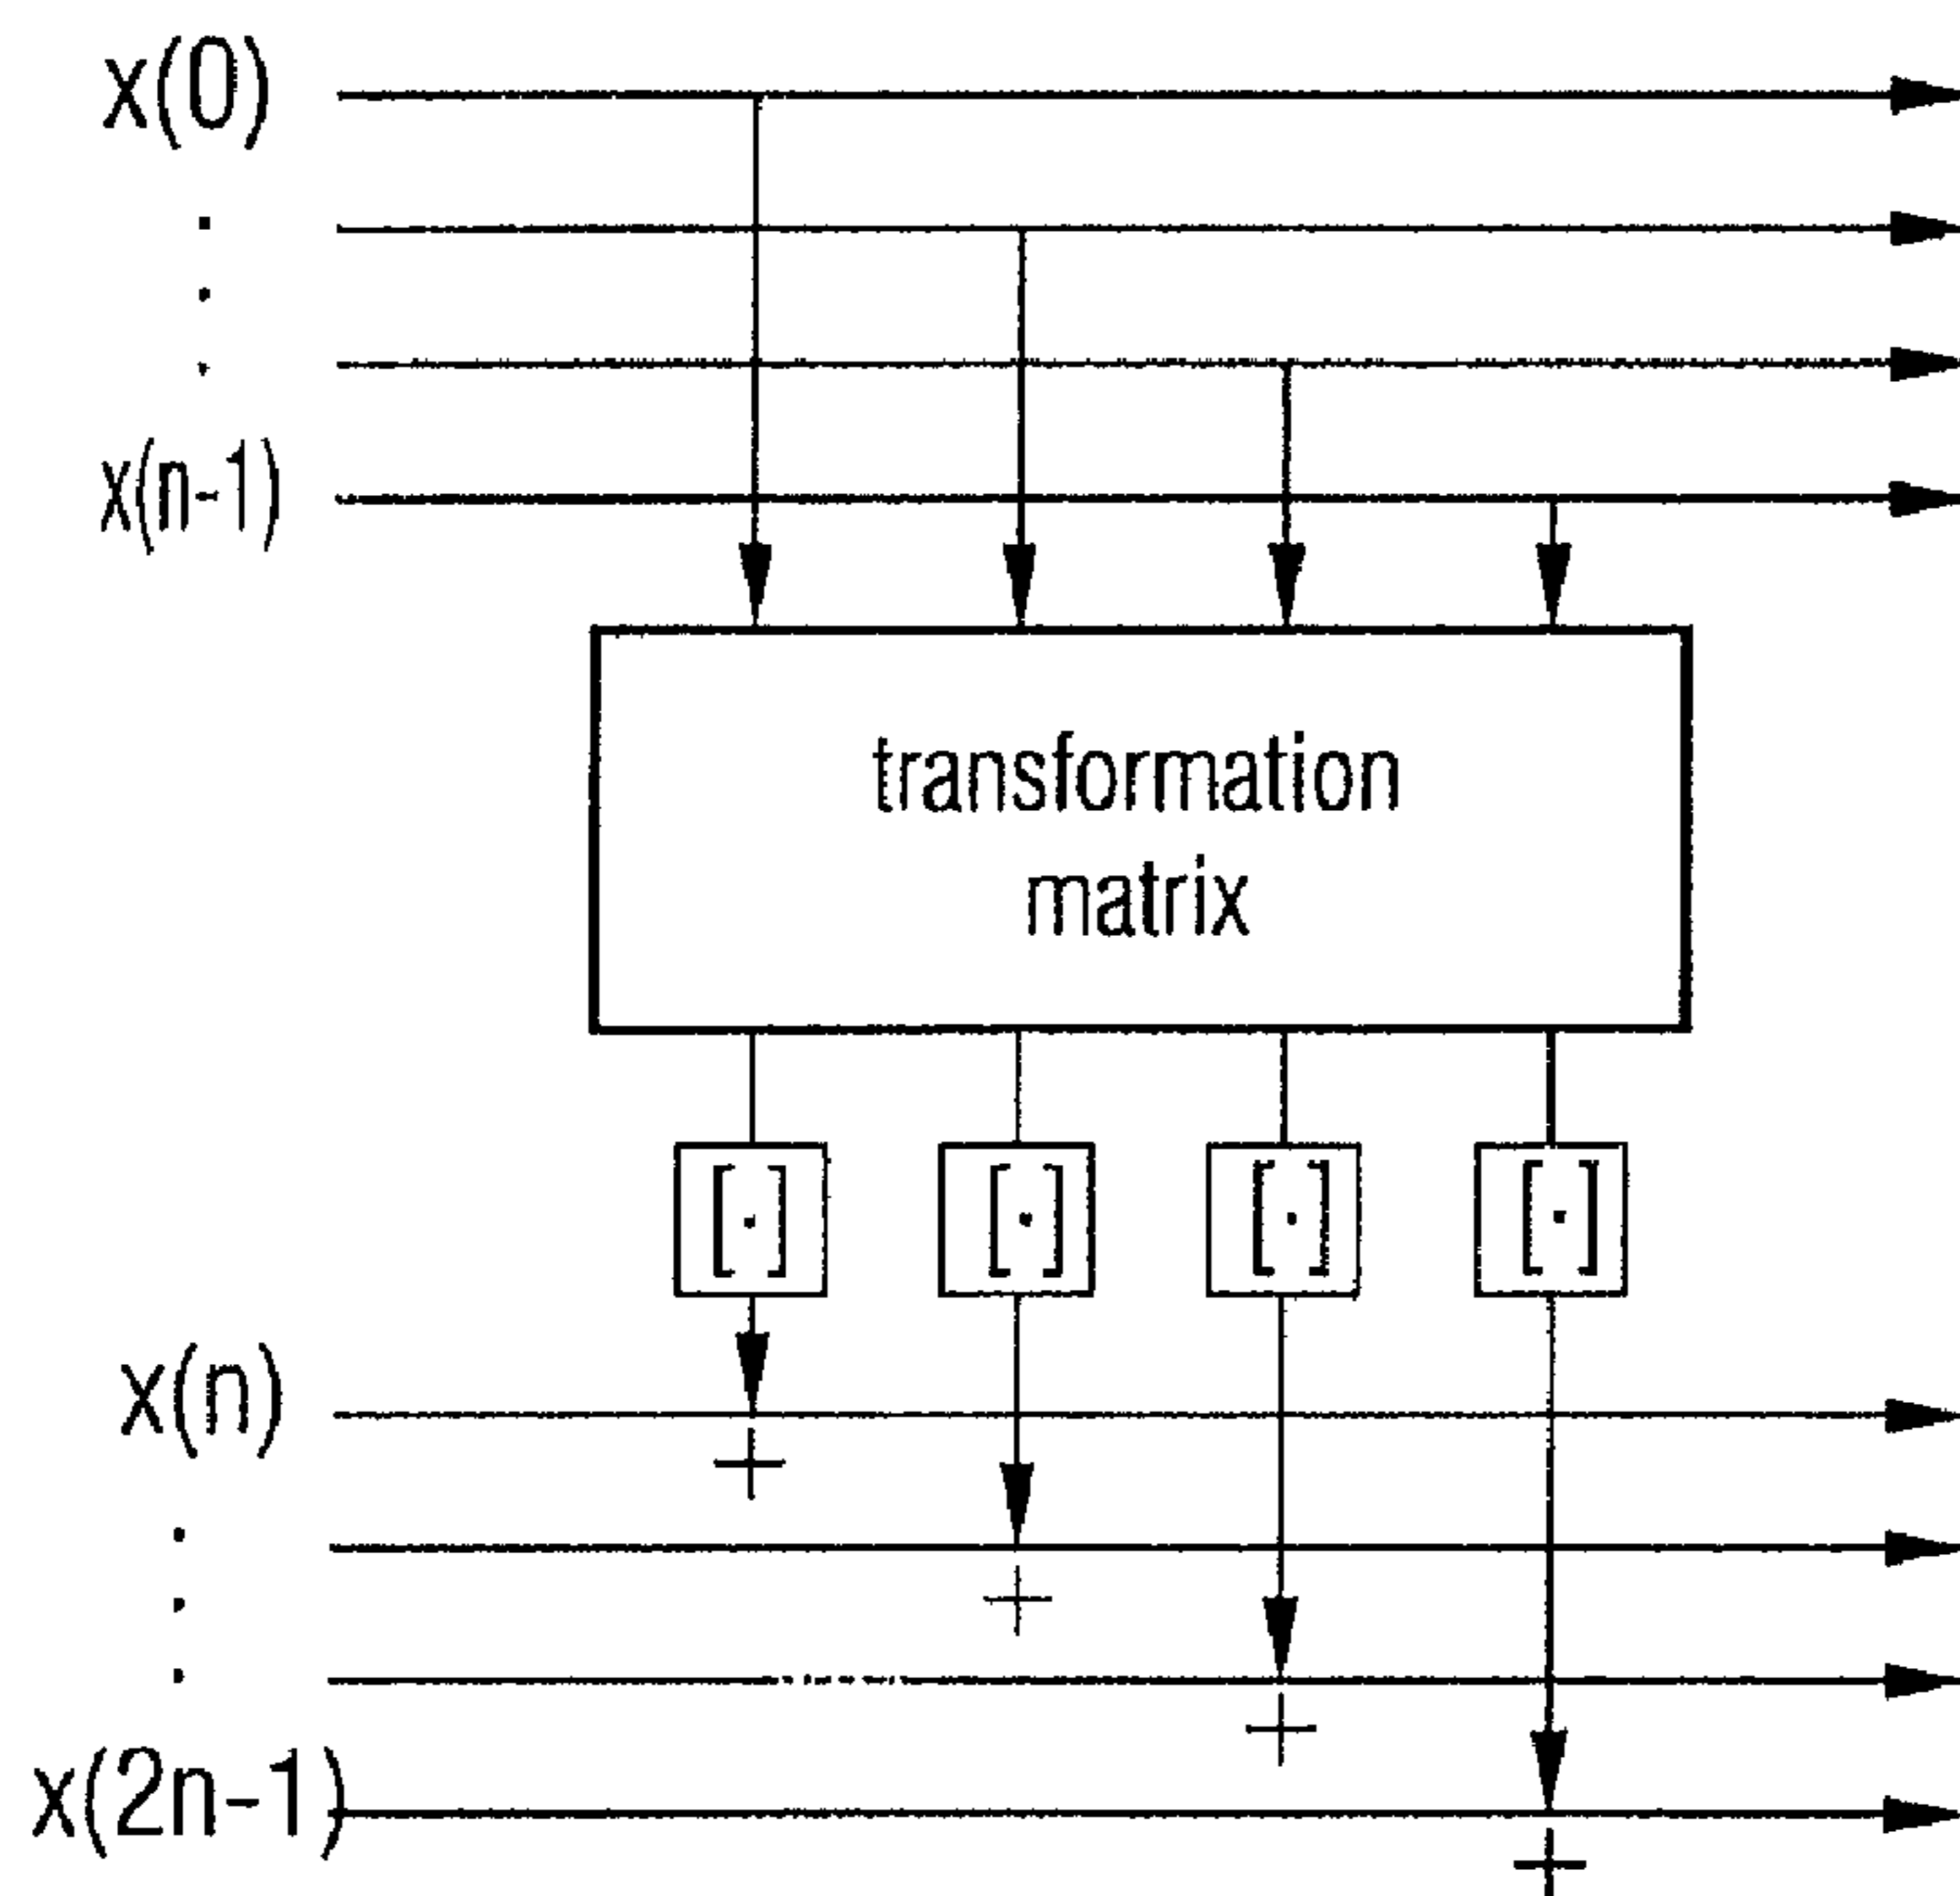 x(0)
.
.
.
x(n-1)
transformation
matrix
[·] [·] [·] [·]
x(n)
+
.
+
.
.
+
x(2n-1)
+